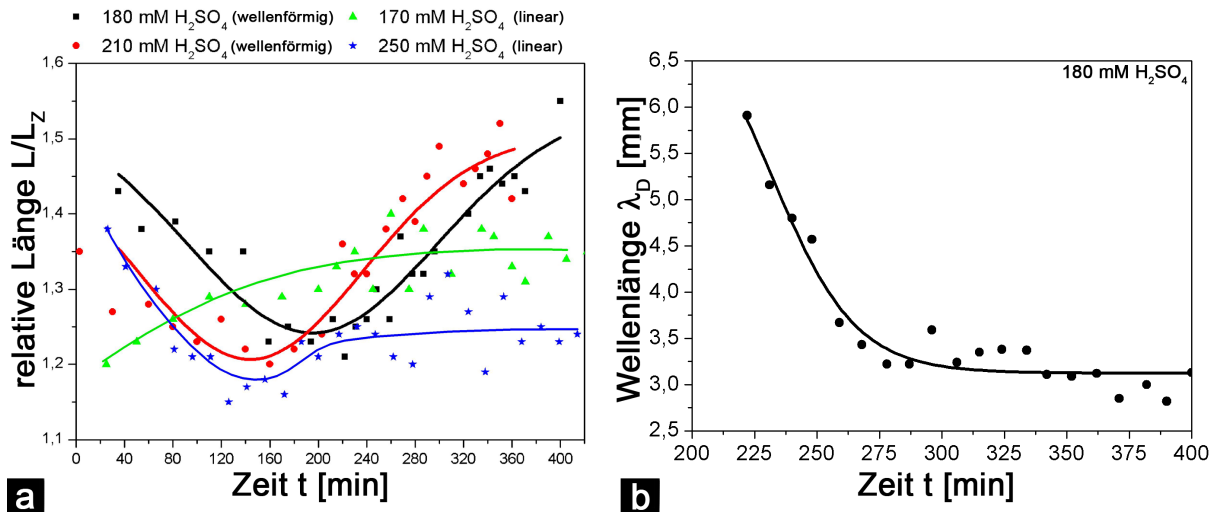 180 mM H₂SO₄ (wellenförmig)
170 mM H₂SO₄ (linear)
210 mM H₂SO₄ (wellenförmig)
250 mM H₂SO₄ (linear)
1,6
1,5
1,4
1,3
1,2
1,1
relative Länge L/L_Z
0 40 80 120 160 200 240 280 320 360 400
Zeit t [min]
a
180 mM H₂SO₄
6,5
6,0
5,5
5,0
4,5
4,0
3,5
3,0
2,5
Wellenlänge λ_D [mm]
200 225 250 275 300 325 350 375 400
Zeit t [min]
b